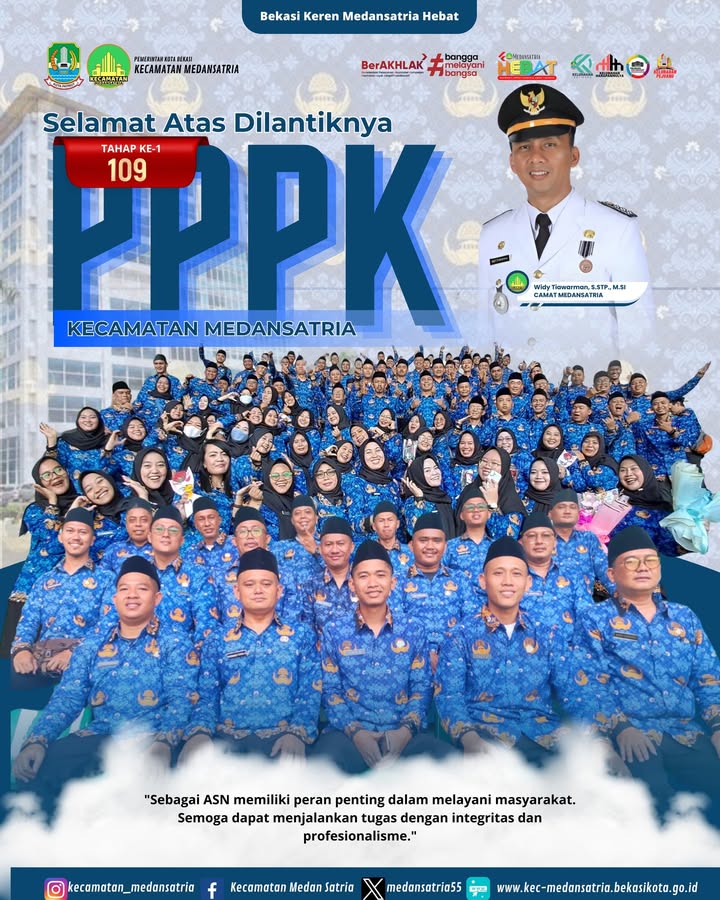 Bekasi Keren Medansatria Hebat
PEMERINTAH KOTA BEKASI
KECAMATAN MEDANSATRIA
BerAKHLAK
#bangga
melayani
bangsa
MEDANSATRIA
HEBAT
Selamat Atas Dilantiknya
TAHAP KE-1
109
PPPK
KECAMATAN MEDANSATRIA
Widy Tiawarman, S.STP., M.SI
CAMAT MEDANSATRIA
"Sebagai ASN memiliki peran penting dalam melayani masyarakat.
Semoga dapat menjalankan tugas dengan integritas dan
profesionalisme."
kecamatan_medansatria
Kecamatan Medan Satria
medansatria55
www.kec-medansatria.bekasikota.go.id